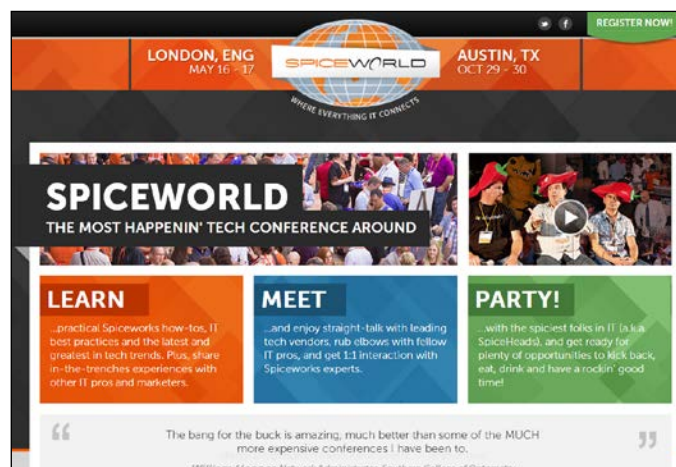 REGISTER NOW!
LONDON, ENG
MAY 16 - 17
SPICEWORLD
AUSTIN, TX
OCT 29 - 30
WHERE EVERYTHING IT CONNECTS
SPICEWORLD
THE MOST HAPPENIN' TECH CONFERENCE AROUND
LEARN
...practical Spiceworks how-tos, IT
best practices and the latest and
greatest in tech trends. Plus, share
in-the-trenches experiences with
other IT pros and marketers.
MEET
...and enjoy straight-talk with leading
tech vendors, rub elbows with fellow
IT pros, and get 1:1 interaction with
Spiceworks experts.
PARTY!
...with the spiciest folks in IT (a.k.a.
SpiceHeads), and get ready for
plenty of opportunities to kick back,
eat, drink and have a rockin' good
time!
The bang for the buck is amazing, much better than some of the MUCH
more expensive conferences I have been to.